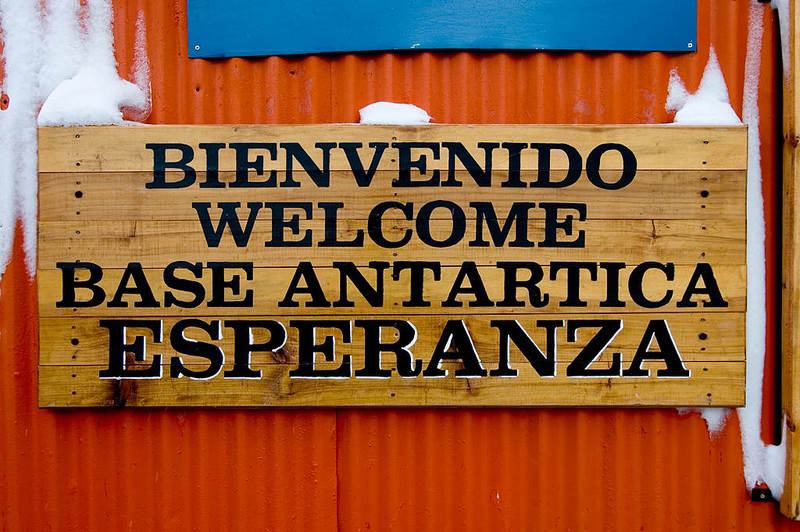 BIENVENIDO
WELCOME
BASE ANTARTICA
ESPERANZA